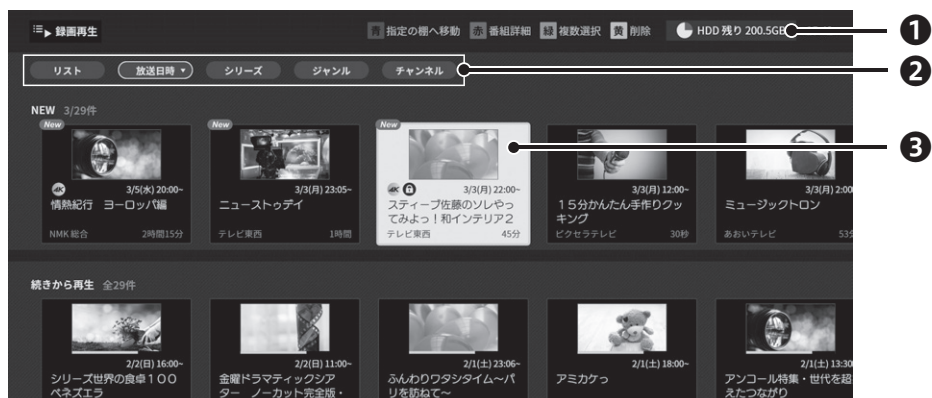 録画再生
青 指定の棚へ移動 赤 番組詳細 緑 複数選択 黄 削除
HDD 残り 200.5GB
❶
リスト 放送日時 シリーズ ジャンル チャンネル
❷
NEW 3/29件
New New New
❸
4K 3/5(水) 20:00~
情熱紀行 ヨーロッパ編
NMK 総合 2時間15分
3/3(月) 23:05~
ニューストゥデイ
テレビ東西 1時間
4K 3/3(月) 22:00~
スティーブ佐藤のソレやっ
てみよっ！和インテリア２
テレビ東西 45分
3/3(月) 12:00~
１５分かんたん手作りクッ
キング
ピクセラテレビ 30秒
3/3(月) 2:00
ミュージックトロン
あおいテレビ 53分
続きから再生 全29件
2/2(日) 16:00~
シリーズ世界の食卓１００
ベネズエラ
2/2(日) 11:00~
金曜ドラマティックシア
ター ノーカット完全版・
2/1(土) 23:06~
ふんわりワタシタイム～パ
リを訪ねて～
2/1(土) 18:00~
アミカケっ
2/1(土) 13:30
アンコール特集・世代を超
えたつながり